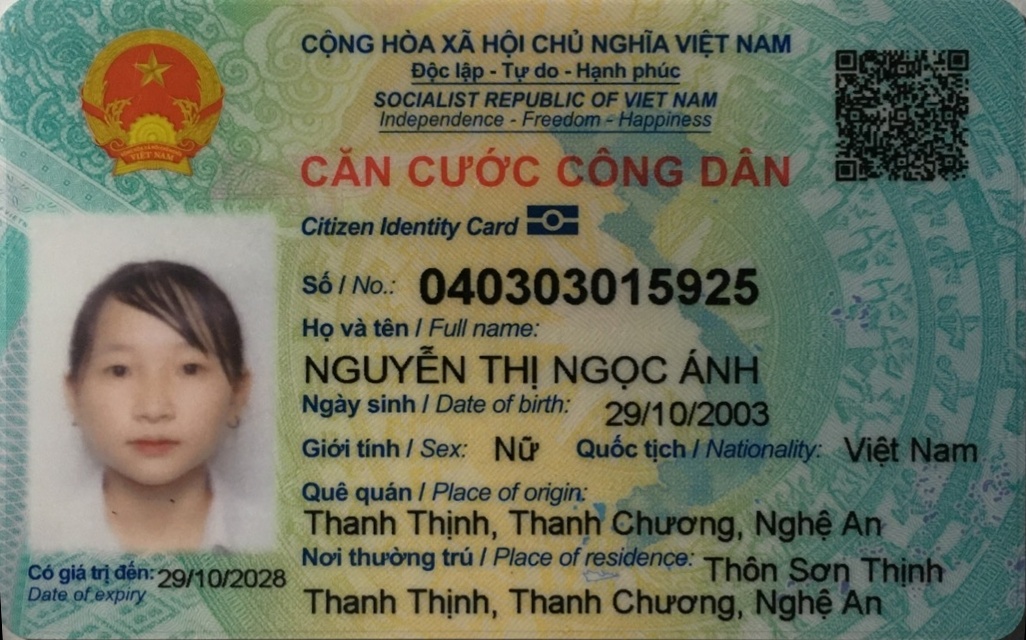 CỘNG HÒA XÃ HỘI CHỦ NGHĨA VIỆT NAM
Độc lập - Tự do - Hạnh phúc
SOCIALIST REPUBLIC OF VIET NAM
Independence - Freedom - Happiness
CĂN CƯỚC CÔNG DÂN
Citizen Identity Card
VIỆT NAM
Số / No.: 040303015925
Họ và tên / Full name:
NGUYỄN THỊ NGỌC ÁNH
Ngày sinh / Date of birth: 29/10/2003
Giới tính / Sex: Nữ Quốc tịch / Nationality: Việt Nam
Quê quán / Place of origin:
Thanh Thịnh, Thanh Chương, Nghệ An
Nơi thường trú / Place of residence: Thôn Sơn Thịnh
Thanh Thịnh, Thanh Chương, Nghệ An
Có giá trị đến: 29/10/2028
Date of expiry